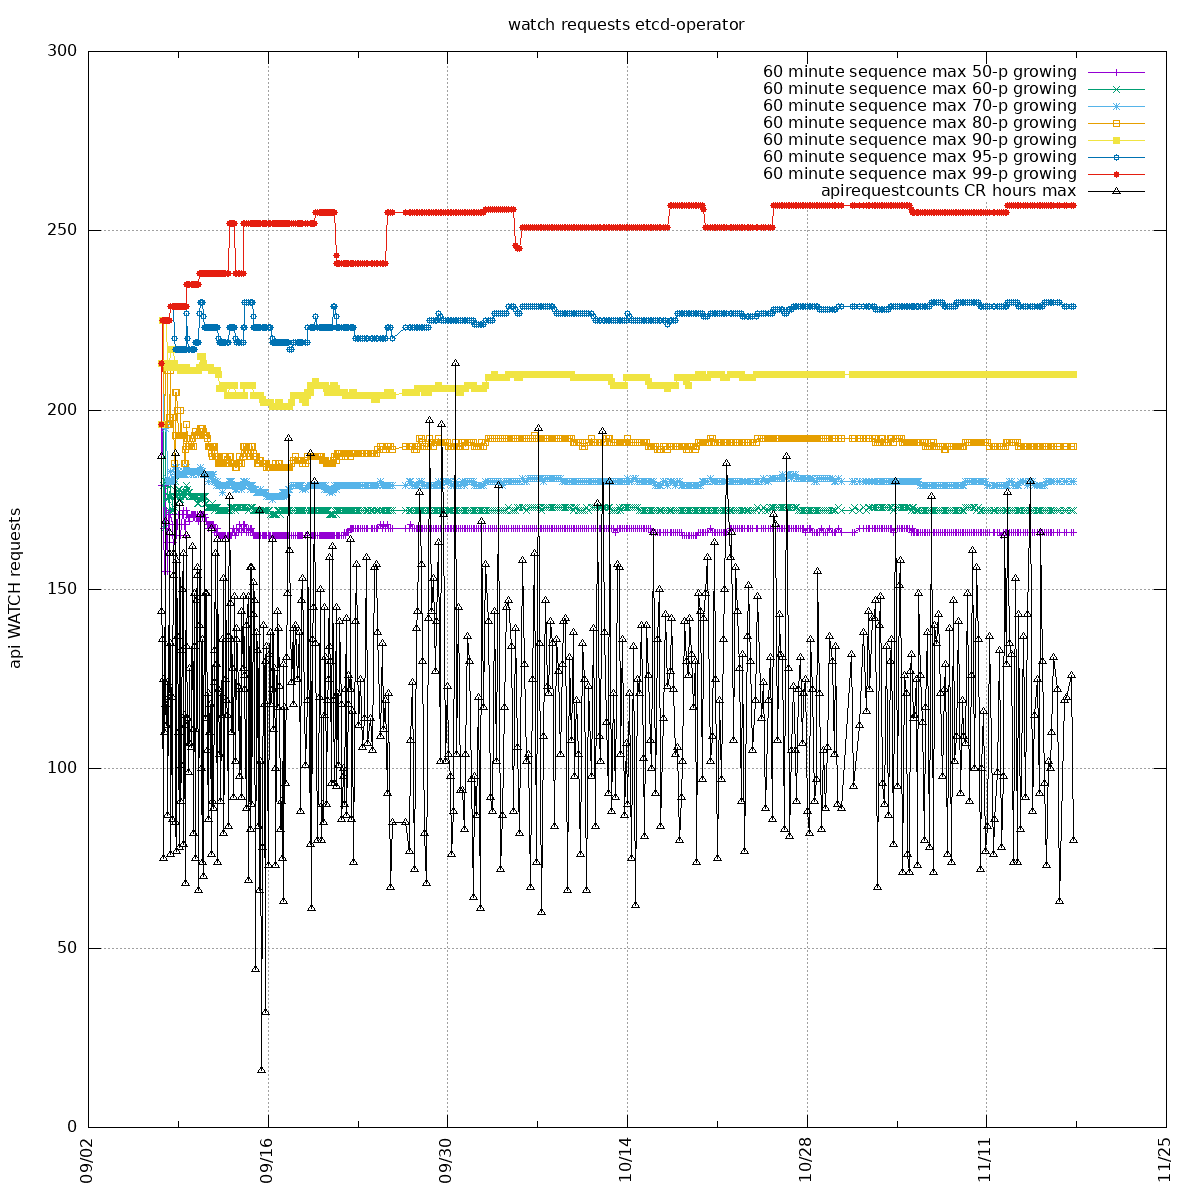 watch requests etcd-operator
300
60 minute sequence max 50-p growing
60 minute sequence max 60-p growing
60 minute sequence max 70-p growing
60 minute sequence max 80-p growing
60 minute sequence max 90-p growing
60 minute sequence max 95-p growing
60 minute sequence max 99-p growing
apirequestcounts CR hours max
250
200
150
100
50
0
api WATCH requests
09/02
09/16
09/30
10/14
10/28
11/11
11/25